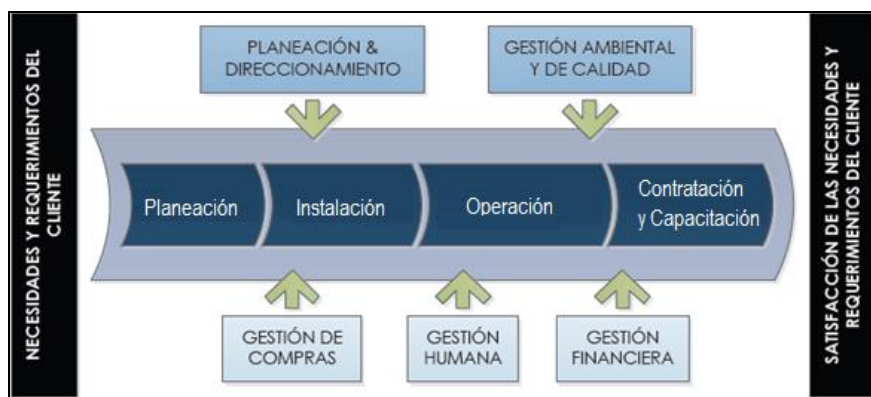 NECESIDADES Y REQUERIMIENTOS DEL
CLIENTE
PLANEACIÓN &
DIRECCIONAMIENTO
GESTIÓN AMBIENTAL
Y DE CALIDAD
Planeación
Instalación
Operación
Contratación
y Capacitación
GESTIÓN DE
COMPRAS
GESTIÓN
HUMANA
GESTIÓN
FINANCIERA
SATISFACCIÓN DE LAS NECESIDADES Y
REQUERIMIENTOS DEL CLIENTE